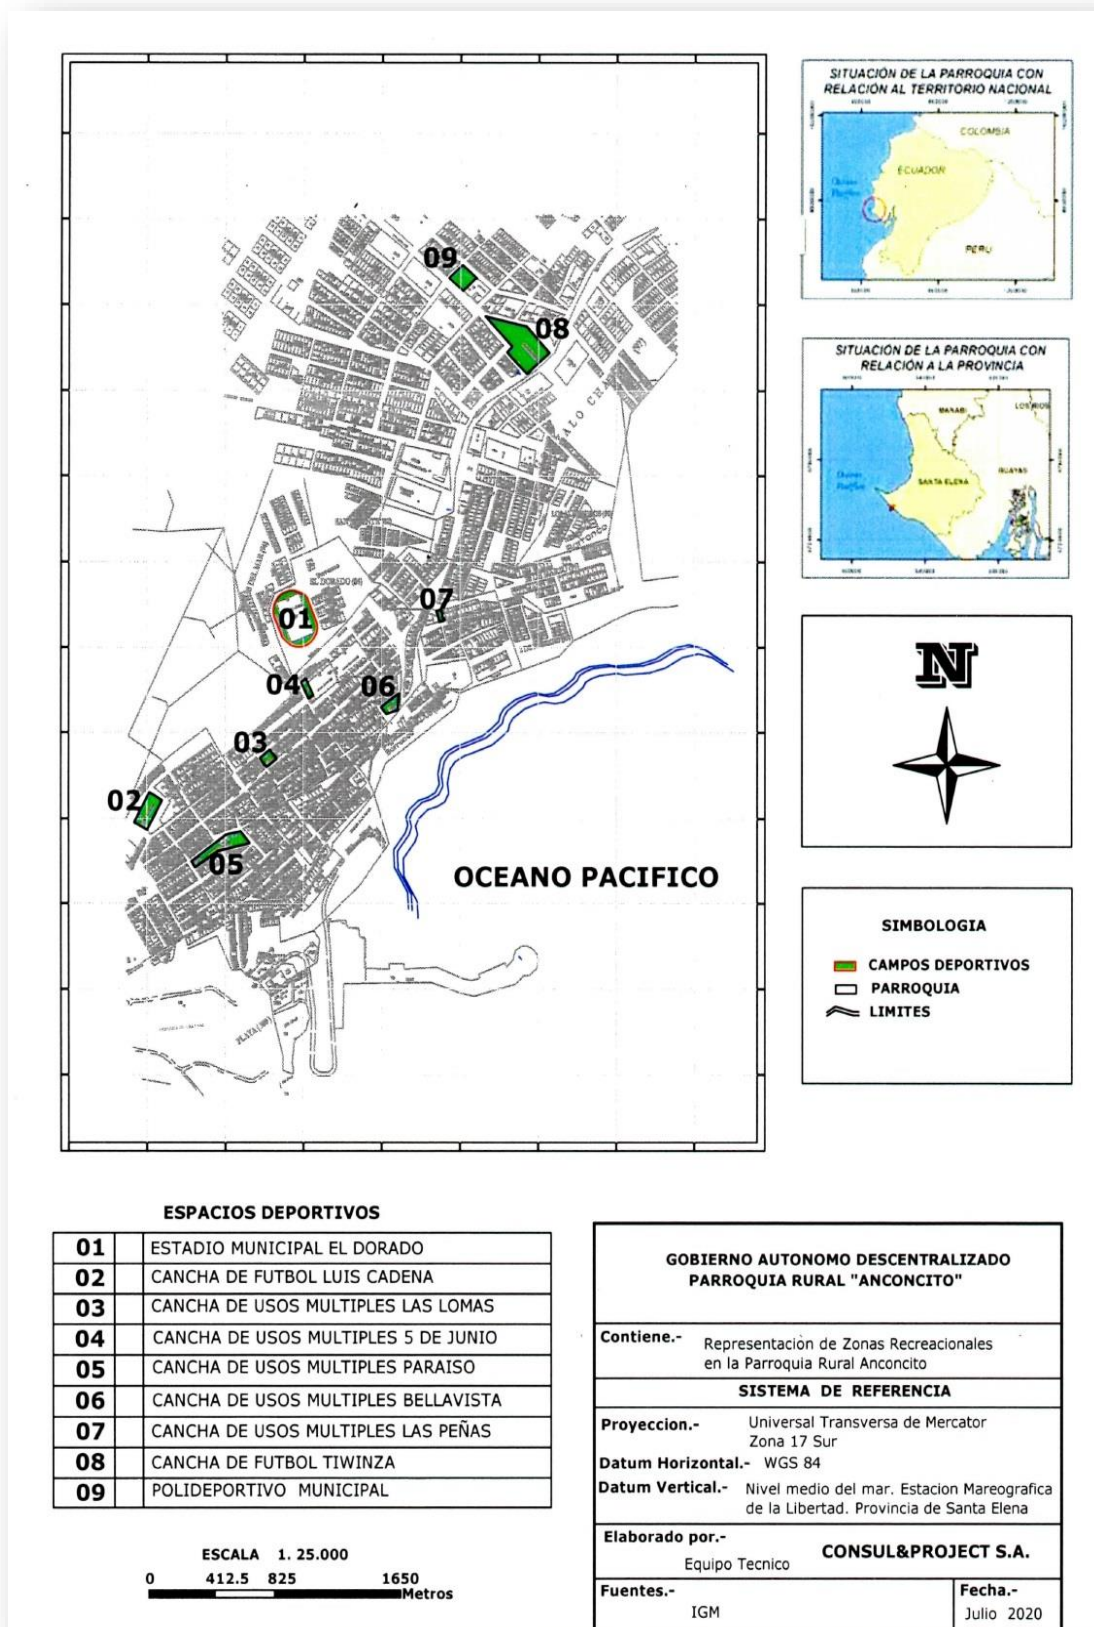 09
08
01
07
04
06
03
02
05
EL DORADO
OCEANO PACIFICO
SITUACIÓN DE LA PARROQUIA CON
RELACIÓN AL TERRITORIO NACIONAL
COLOMBIA
ECUADOR
PERU
SITUACIÓN DE LA PARROQUIA CON
RELACIÓN A LA PROVINCIA
MANABI
LOS RIOS
GUAYAS
SANTA ELENA
N
SIMBOLOGIA
CAMPOS DEPORTIVOS
PARROQUIA
LIMITES
ESPACIOS DEPORTIVOS
01 ESTADIO MUNICIPAL EL DORADO
02 CANCHA DE FUTBOL LUIS CADENA
03 CANCHA DE USOS MULTIPLES LAS LOMAS
04 CANCHA DE USOS MULTIPLES 5 DE JUNIO
05 CANCHA DE USOS MULTIPLES PARAISO
06 CANCHA DE USOS MULTIPLES BELLAVISTA
07 CANCHA DE USOS MULTIPLES LAS PEÑAS
08 CANCHA DE FUTBOL TIWINZA
09 POLIDEPORTIVO MUNICIPAL
ESCALA 1. 25.000
0 412.5 825 1650
Metros
GOBIERNO AUTONOMO DESCENTRALIZADO
PARROQUIA RURAL "ANCONCITO"
Contiene.- Representaciòn de Zonas Recreacionales
en la Parroquia Rural Anconcito
SISTEMA DE REFERENCIA
Proyeccion.- Universal Transversa de Mercator
Zona 17 Sur
Datum Horizontal.- WGS 84
Datum Vertical.- Nivel medio del mar. Estacion Mareografica
de la Libertad. Provincia de Santa Elena
Elaborado por.-
Equipo Tecnico CONSUL&PROJECT S.A.
Fuentes.- Fecha.-
IGM Julio 2020